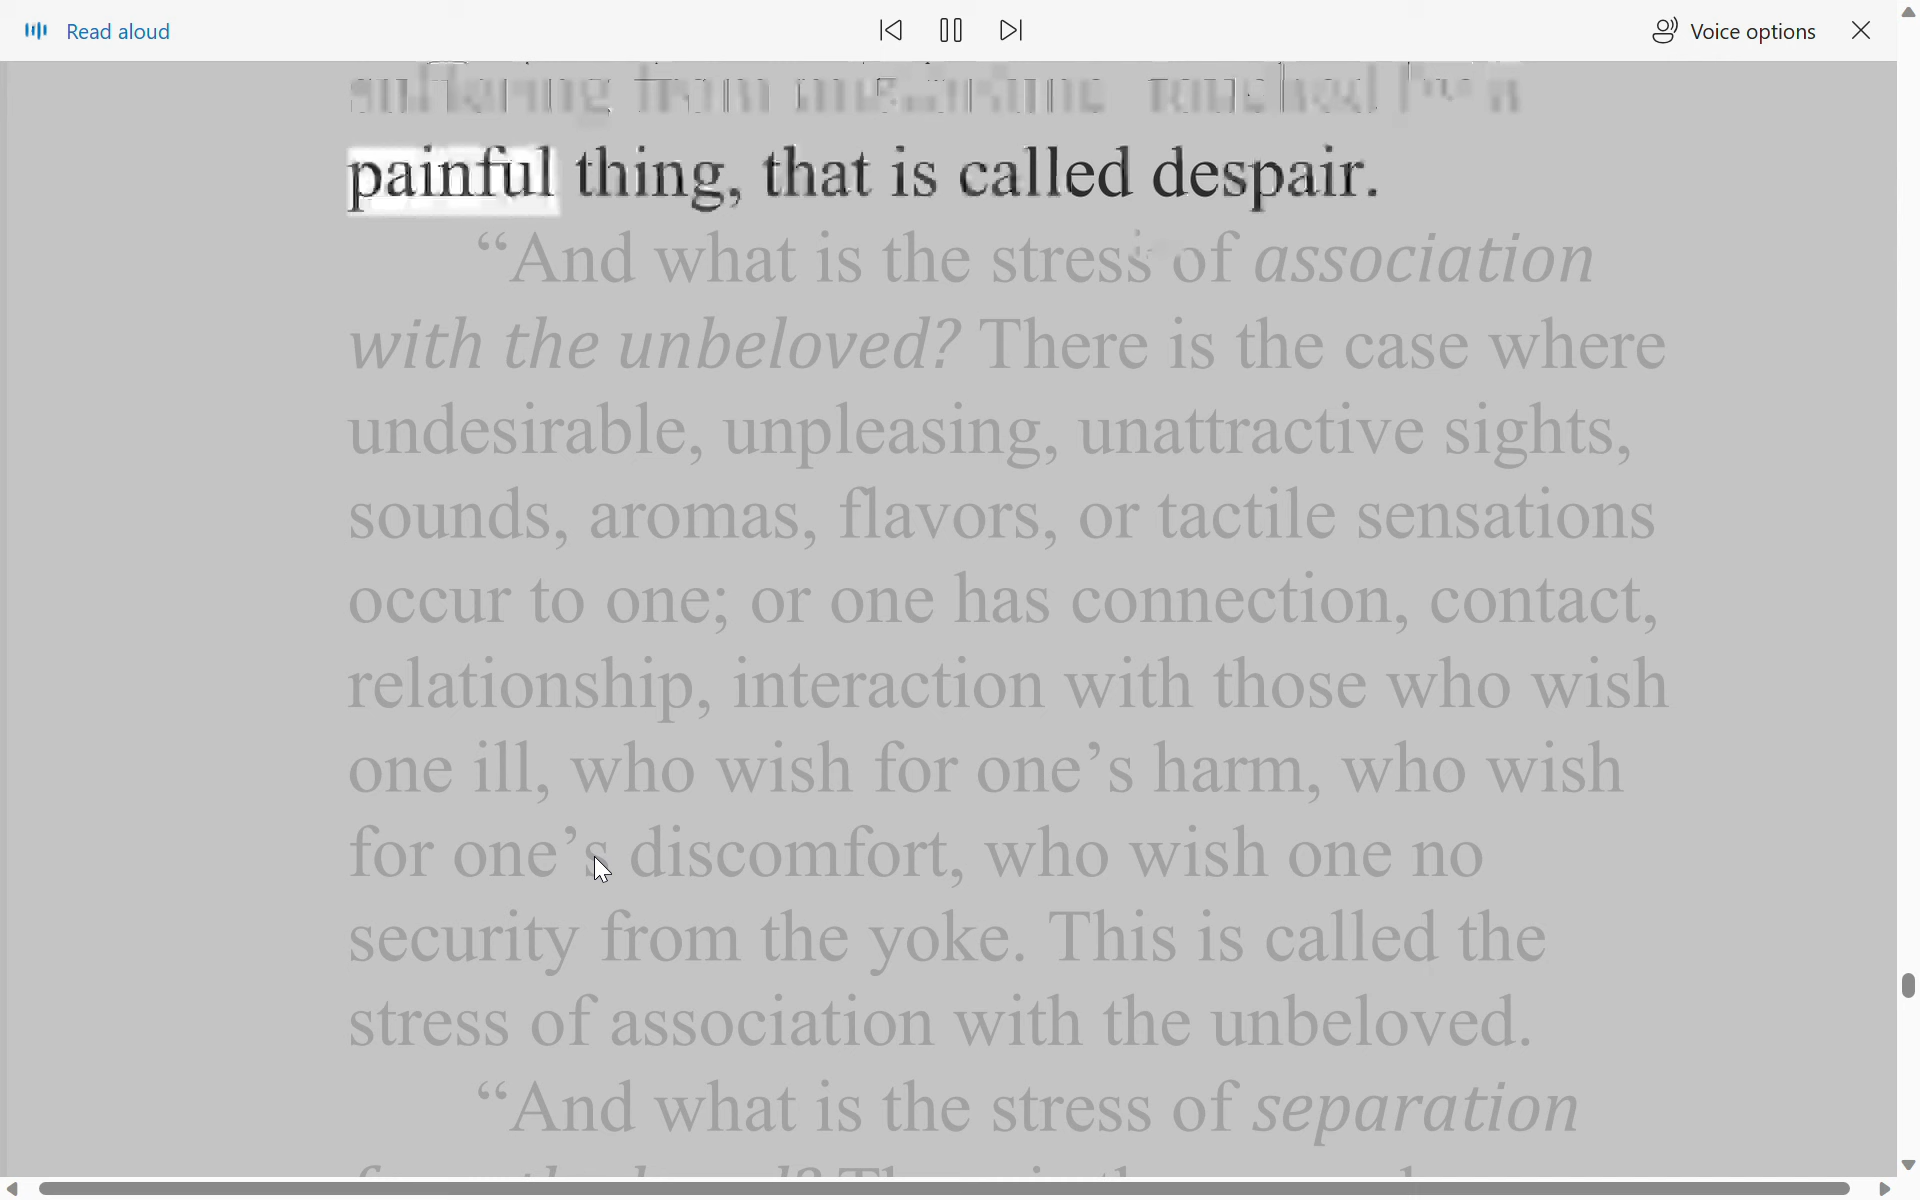 Read aloud
Voice options
painful thing, that is called despair.
“And what is the stress of association
with the unbeloved? There is the case where
undesirable, unpleasing, unattractive sights,
sounds, aromas, flavors, or tactile sensations
occur to one; or one has connection, contact,
relationship, interaction with those who wish
one ill, who wish for one’s harm, who wish
for one’s discomfort, who wish one no
security from the yoke. This is called the
stress of association with the unbeloved.
“And what is the stress of separation